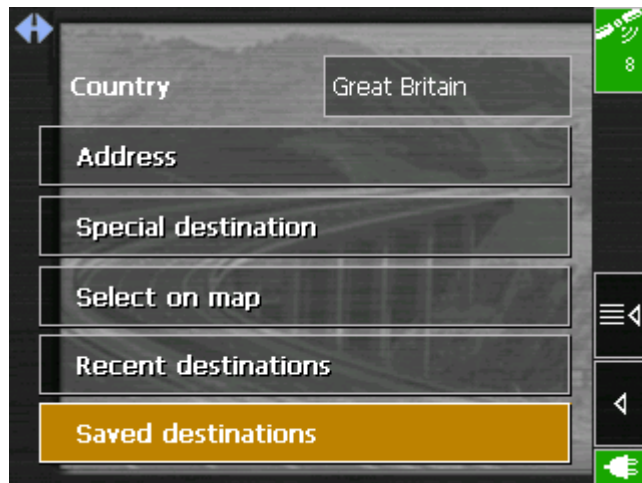 Country
Great Britain
8
Address
Special destination
Select on map
Recent destinations
Saved destinations